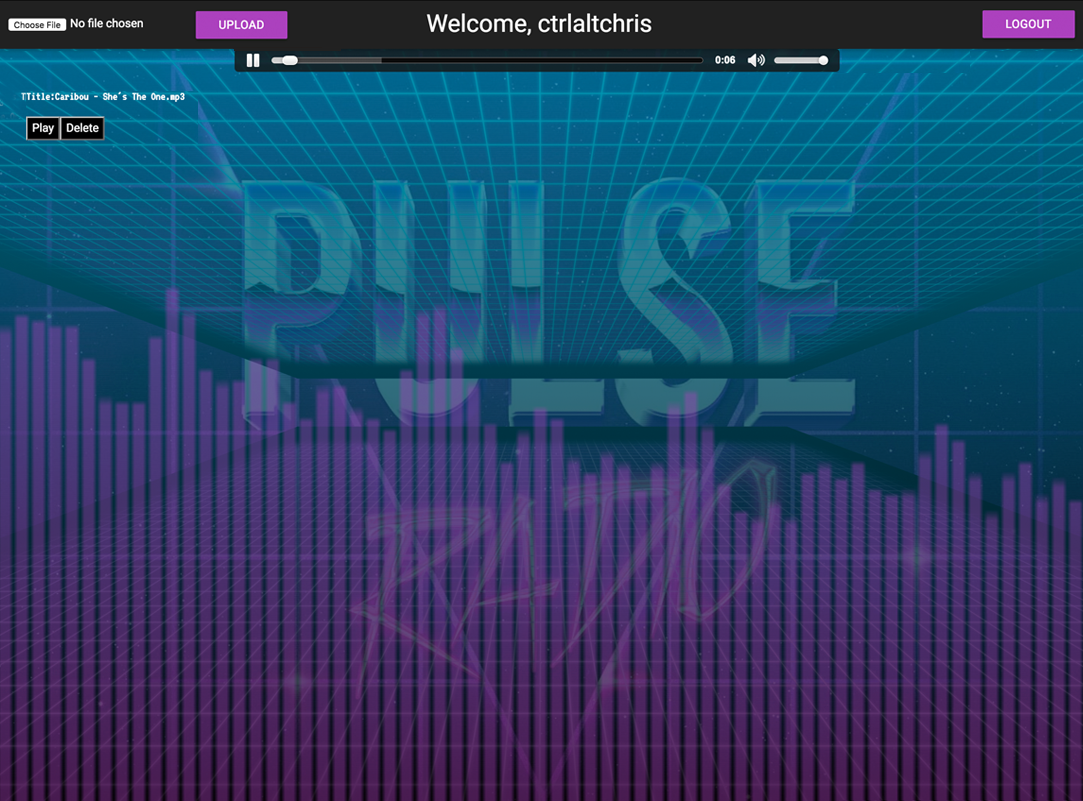 Choose File No file chosen
UPLOAD
Welcome, ctrlaltchris
LOGOUT
0:06
TTitle:Caribou - She's The One.mp3
Play Delete
PULSE
RADIO